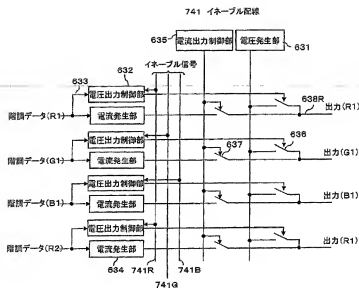 741 イネーブル配線
635
電流出力制御部
電圧発生部
631
632
イネーブル信号
633
電圧出力制御部
638R
階調データ(R1)
電流発生部
出力(R1)
電圧出力制御部
637
636
階調データ(G1)
電流発生部
出力(G1)
電圧出力制御部
階調データ(B1)
電流発生部
出力(B1)
電圧出力制御部
階調データ(R2)
電流発生部
出力(R1)
634
741R
741B
741G